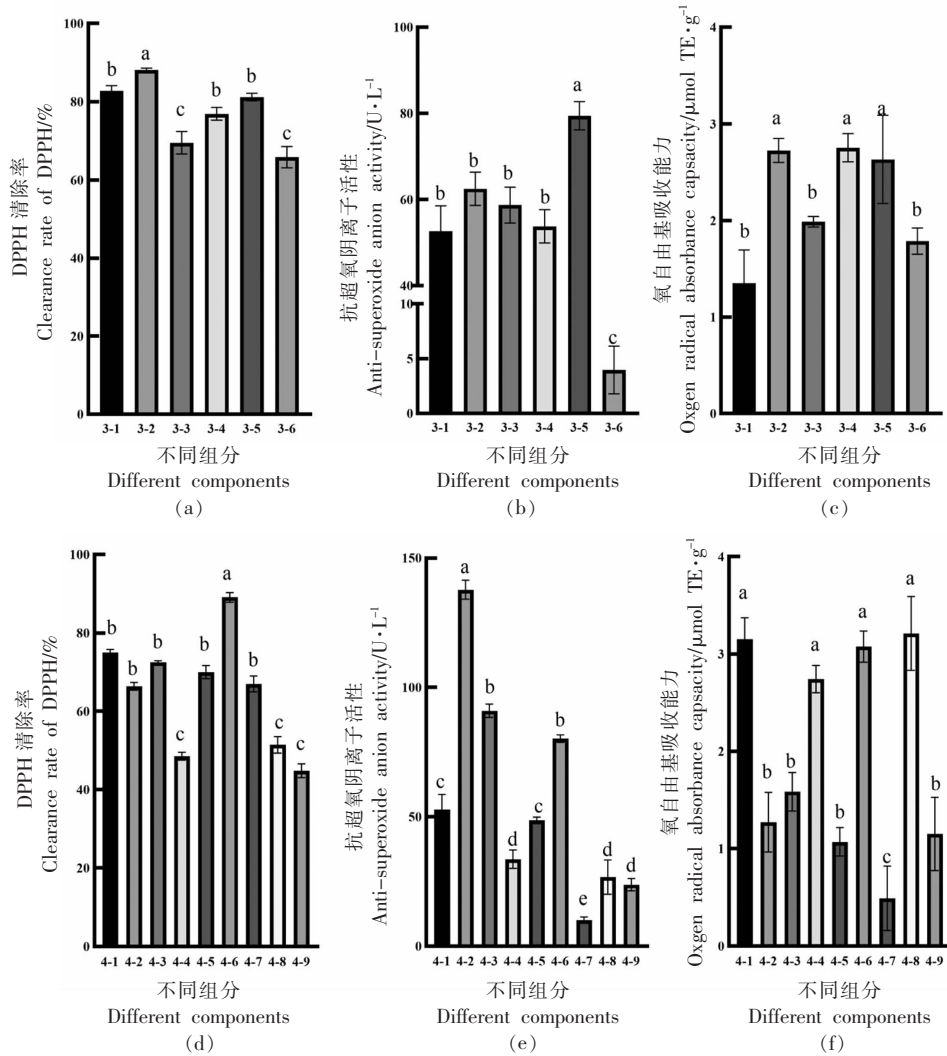 DPPH 清除率
Clearance rate of DPPH/%
100
80
60
40
20
0
b
a
c
b
b
c
3-1 3-2 3-3 3-4 3-5 3-6
不同组分
Different components
(a)
抗超氧阴离子活性
Anti-superoxide anion activity/U·L⁻¹
100
80
60
40
10
5
0
b
b
b
b
a
c
3-1 3-2 3-3 3-4 3-5 3-6
不同组分
Different components
(b)
氧自由基吸收能力
Oxgen radical absorbance capsacity/μmol TE·g⁻¹
4
3
2
1
0
b
a
b
a
a
b
3-1 3-2 3-3 3-4 3-5 3-6
不同组分
Different components
(c)
DPPH 清除率
Clearance rate of DPPH/%
100
80
60
40
20
0
b
b
b
c
b
a
b
c
c
4-1 4-2 4-3 4-4 4-5 4-6 4-7 4-8 4-9
不同组分
Different components
(d)
抗超氧阴离子活性
Anti-superoxide anion activity/U·L⁻¹
150
100
50
0
c
a
b
d
c
b
e
d
d
4-1 4-2 4-3 4-4 4-5 4-6 4-7 4-8 4-9
不同组分
Different components
(e)
氧自由基吸收能力
Oxgen radical absorbance capsacity/μmol TE·g⁻¹
4
3
2
1
0
a
b
b
a
b
a
c
a
b
4-1 4-2 4-3 4-4 4-5 4-6 4-7 4-8 4-9
不同组分
Different components
(f)